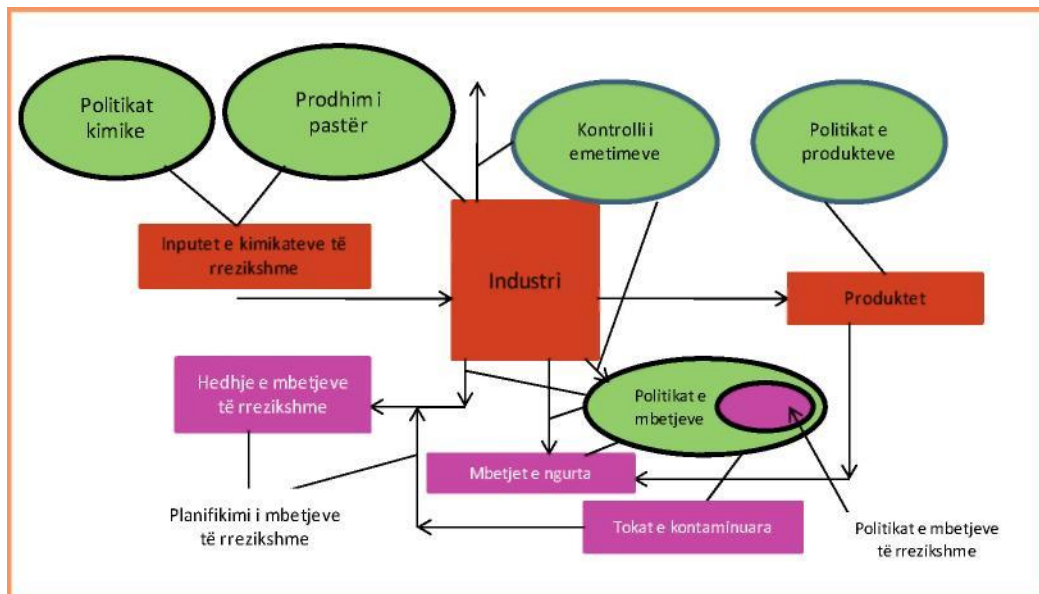 Politikat
kimike
Prodhim i
pastër
Kontrolli i
emetimeve
Politikat e
produkteve
Inputet e kimikateve të
rrezikshme
Industri
Produktet
Hedhje e mbetjeve
të rrezikshme
Politikat e
mbetjeve
Mbetjet e ngurta
Planifikimi i mbetjeve
të rrezikshme
Tokat e kontaminuara
Politikat e mbetjeve
të rrezikshme